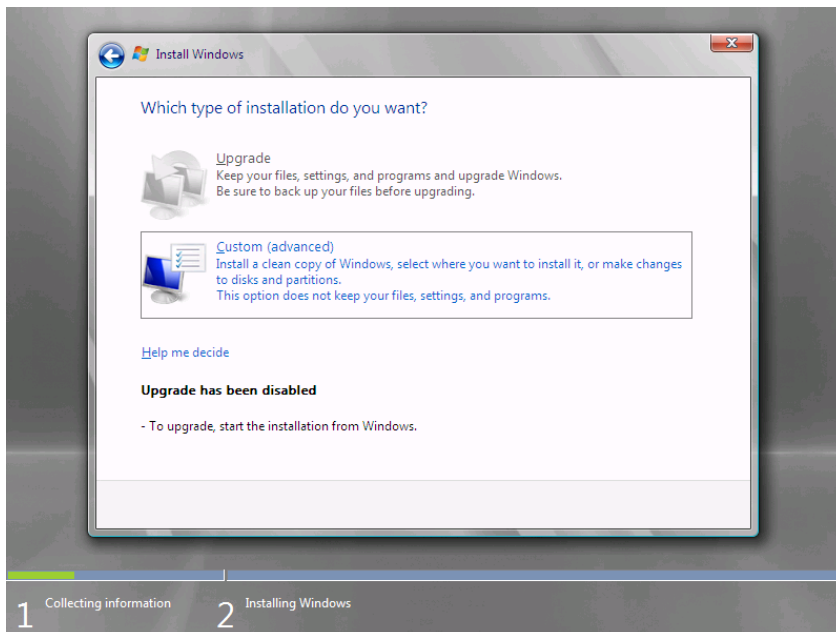 Install Windows
Which type of installation do you want?
Upgrade
Keep your files, settings, and programs and upgrade Windows.
Be sure to back up your files before upgrading.
Custom (advanced)
Install a clean copy of Windows, select where you want to install it, or make changes
to disks and partitions.
This option does not keep your files, settings, and programs.
Help me decide
Upgrade has been disabled
- To upgrade, start the installation from Windows.
1 Collecting information 2 Installing Windows